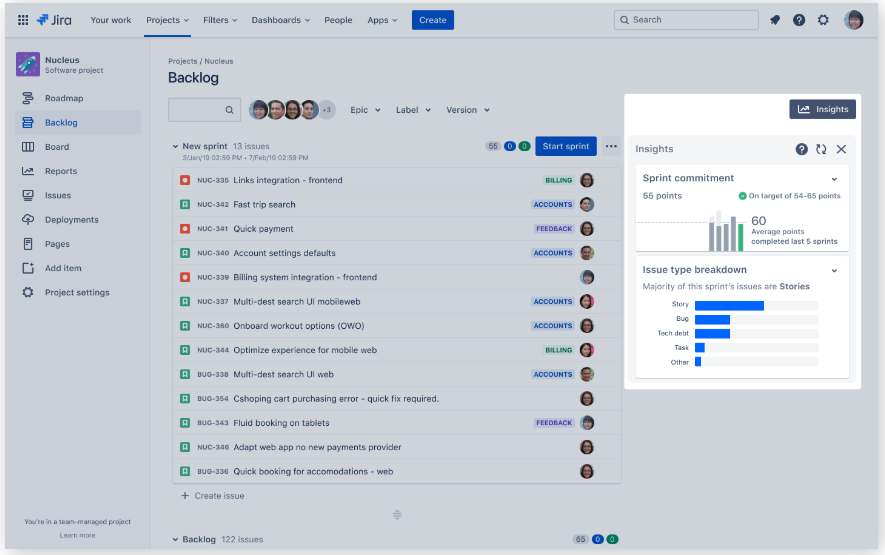 Jira Your work Projects Filters Dashboards People Apps Create Search
Nucleus
Software project
Roadmap
Backlog
Board
Reports
Issues
Deployments
Pages
Add item
Project settings
You're in a team-managed project
Learn more
Projects / Nucleus
Backlog
+3 Epic Label Version
New sprint 13 issues 55 0 0 Start sprint
3/Jan/19 02:59 PM • 7/Feb/19 02:59 PM
NUC-335 Links integration - frontend BILLING
NUC-342 Fast trip search ACCOUNTS
NUC-341 Quick payment FEEDBACK
NUC-340 Account settings defaults ACCOUNTS
NUC-339 Billing system integration - frontend
NUC-337 Multi-dest search UI mobileweb ACCOUNTS
NUC-360 Onboard workout options (OWO) ACCOUNTS
NUC-344 Optimize experience for mobile web BILLING
BUG-338 Multi-dest search UI web ACCOUNTS
BUG-354 Cshoping cart purchasing error - quick fix required.
BUG-343 Fluid booking on tablets FEEDBACK
NUC-346 Adapt web app no new payments provider
BUG-336 Quick booking for accomodations - web
+ Create issue
Backlog 122 issues 65 0 0
Insights
Insights
Sprint commitment
55 points On target of 54-65 points
60
Average points
completed last 5 sprints
Issue type breakdown
Majority of this sprint's issues are Stories
Story
Bug
Tech debt
Task
Other